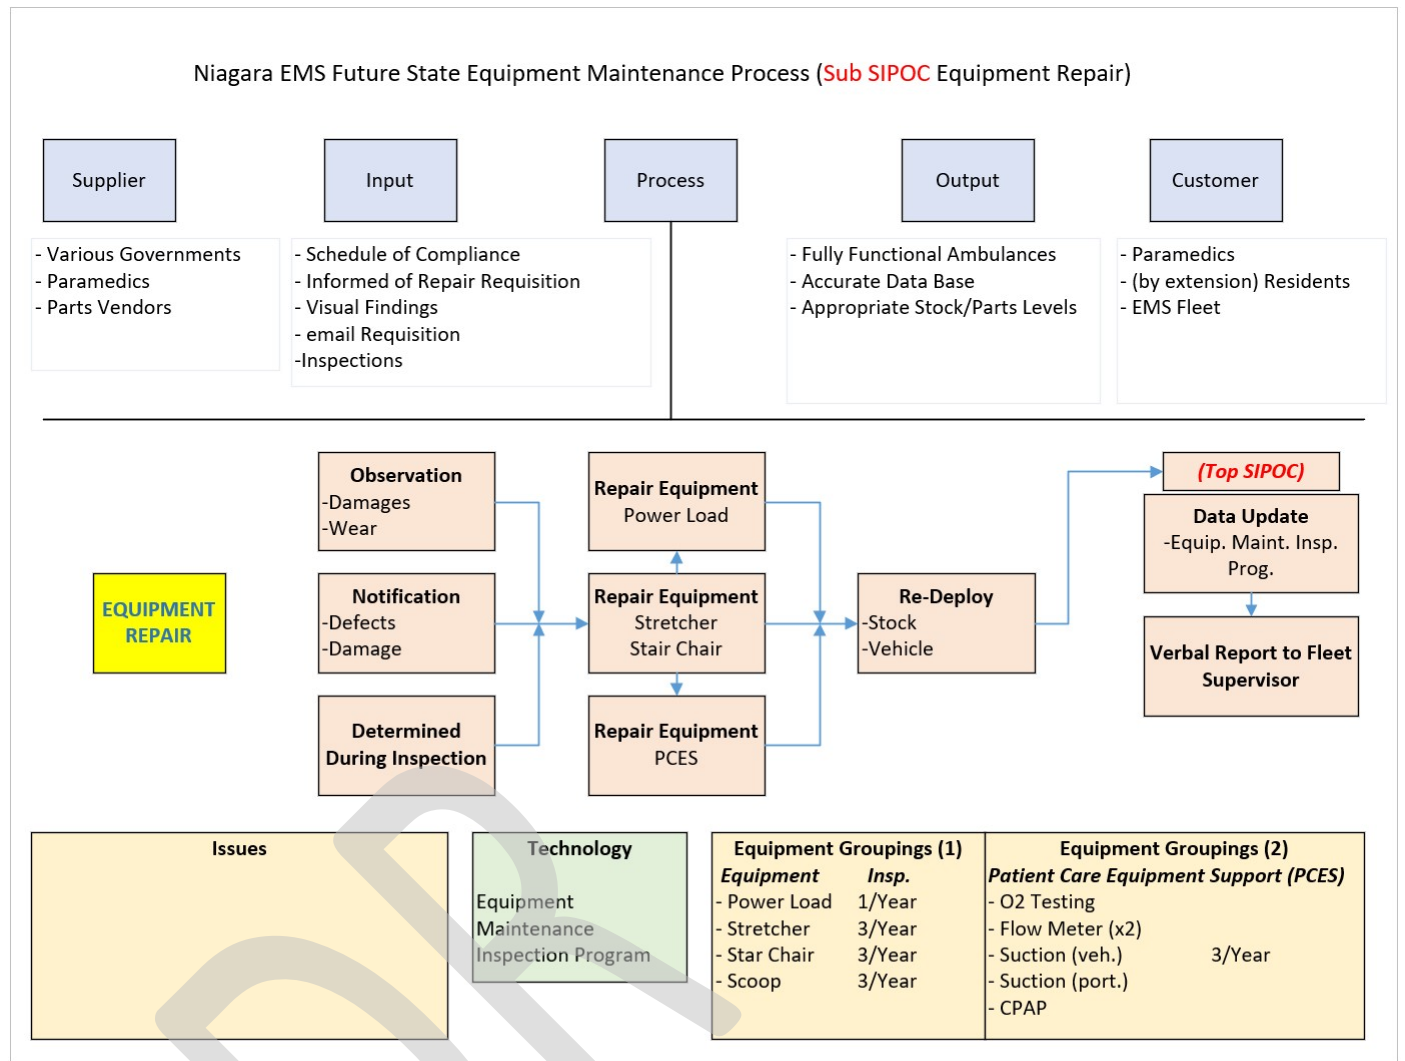 Niagara EMS Future State Equipment Maintenance Process (Sub SIPOC Equipment Repair)
Supplier
Input
Process
Output
Customer
- Various Governments
- Paramedics
- Parts Vendors
- Schedule of Compliance
- Informed of Repair Requisition
- Visual Findings
- email Requisition
-Inspections
- Fully Functional Ambulances
- Accurate Data Base
- Appropriate Stock/Parts Levels
- Paramedics
- (by extension) Residents
- EMS Fleet
EQUIPMENT
REPAIR
Observation
-Damages
-Wear
Notification
-Defects
-Damage
Determined
During Inspection
Repair Equipment
Power Load
Repair Equipment
Stretcher
Stair Chair
Repair Equipment
PCES
Re-Deploy
-Stock
-Vehicle
(Top SIPOC)
Data Update
-Equip. Maint. Insp.
Prog.
Verbal Report to Fleet
Supervisor
Issues
Technology
Equipment
Maintenance
Inspection Program
Equipment Groupings (1)
Equipment Insp.
- Power Load 1/Year
- Stretcher 3/Year
- Star Chair 3/Year
- Scoop 3/Year
Equipment Groupings (2)
Patient Care Equipment Support (PCES)
- O2 Testing
- Flow Meter (x2)
- Suction (veh.) 3/Year
- Suction (port.)
- CPAP